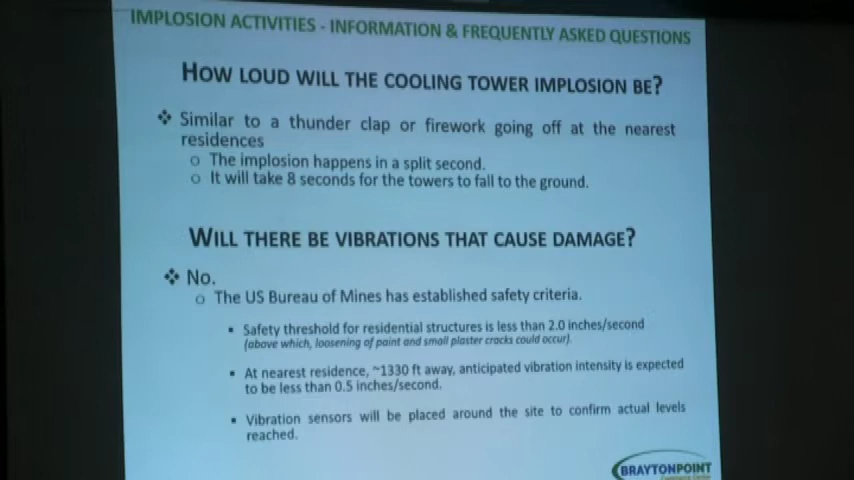 IMPLOSION ACTIVITIES - INFORMATION & FREQUENTLY ASKED QUESTIONS
HOW LOUD WILL THE COOLING TOWER IMPLOSION BE?
❖ Similar to a thunder clap or firework going off at the nearest
residences
o The implosion happens in a split second.
o It will take 8 seconds for the towers to fall to the ground.
WILL THERE BE VIBRATIONS THAT CAUSE DAMAGE?
❖ No.
o The US Bureau of Mines has established safety criteria.
▪ Safety threshold for residential structures is less than 2.0 inches/second
(above which, loosening of paint and small plaster cracks could occur).
▪ At nearest residence, ~1330 ft away, anticipated vibration intensity is expected
to be less than 0.5 inches/second.
▪ Vibration sensors will be placed around the site to confirm actual levels
reached.
BRAYTONPOINT